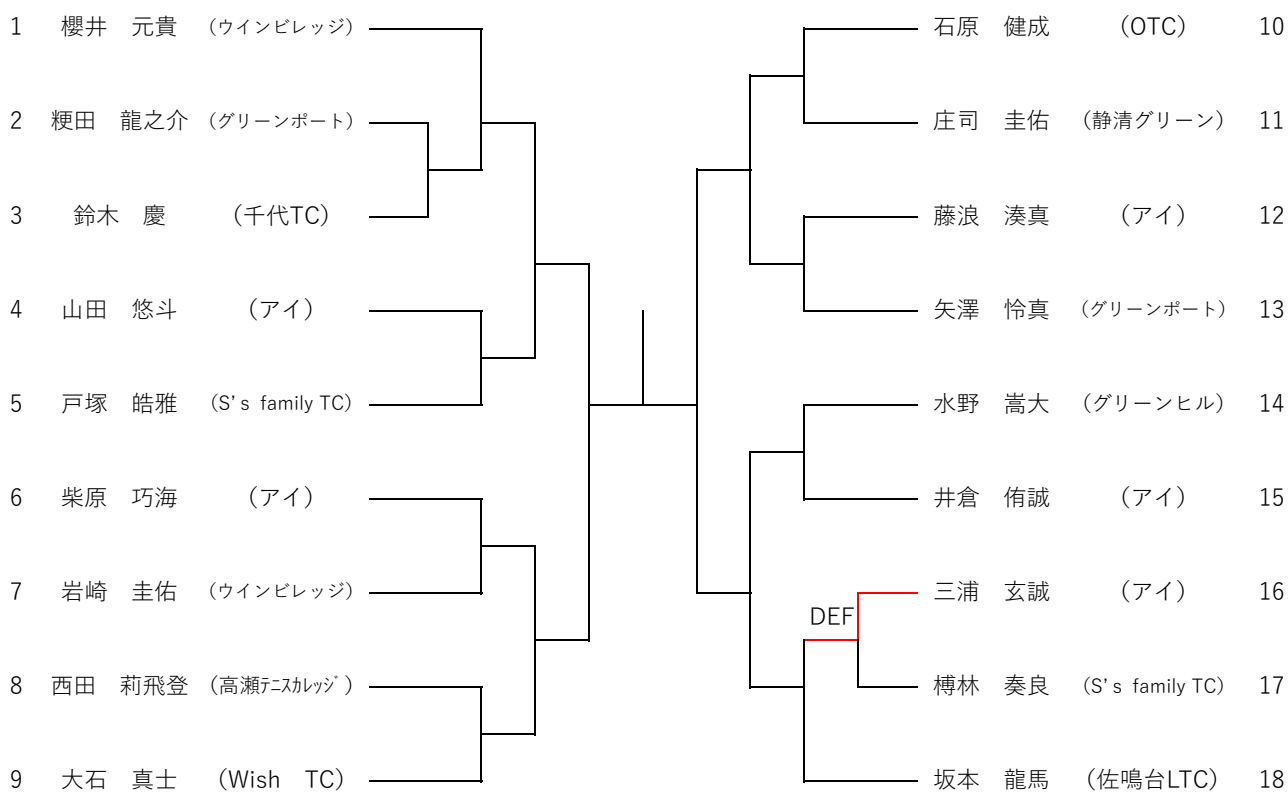 1 櫻井 元貴 (ウインビレッジ)
2 粳田 龍之介 (グリーンポート)
3 鈴木 慶 (千代TC)
4 山田 悠斗 (アイ)
5 戸塚 皓雅 (S's family TC)
6 柴原 巧海 (アイ)
7 岩崎 圭佑 (ウインビレッジ)
8 西田 莉飛登 (高瀬ﾃﾆｽｶﾚｯｼﾞ)
9 大石 真士 (Wish TC)
石原 健成 (OTC) 10
庄司 圭佑 (静清グリーン) 11
藤浪 湊真 (アイ) 12
矢澤 怜真 (グリーンポート) 13
水野 嵩大 (グリーンヒル) 14
井倉 侑誠 (アイ) 15
三浦 玄誠 (アイ) 16
DEF
榑林 奏良 (S's family TC) 17
坂本 龍馬 (佐鳴台LTC) 18